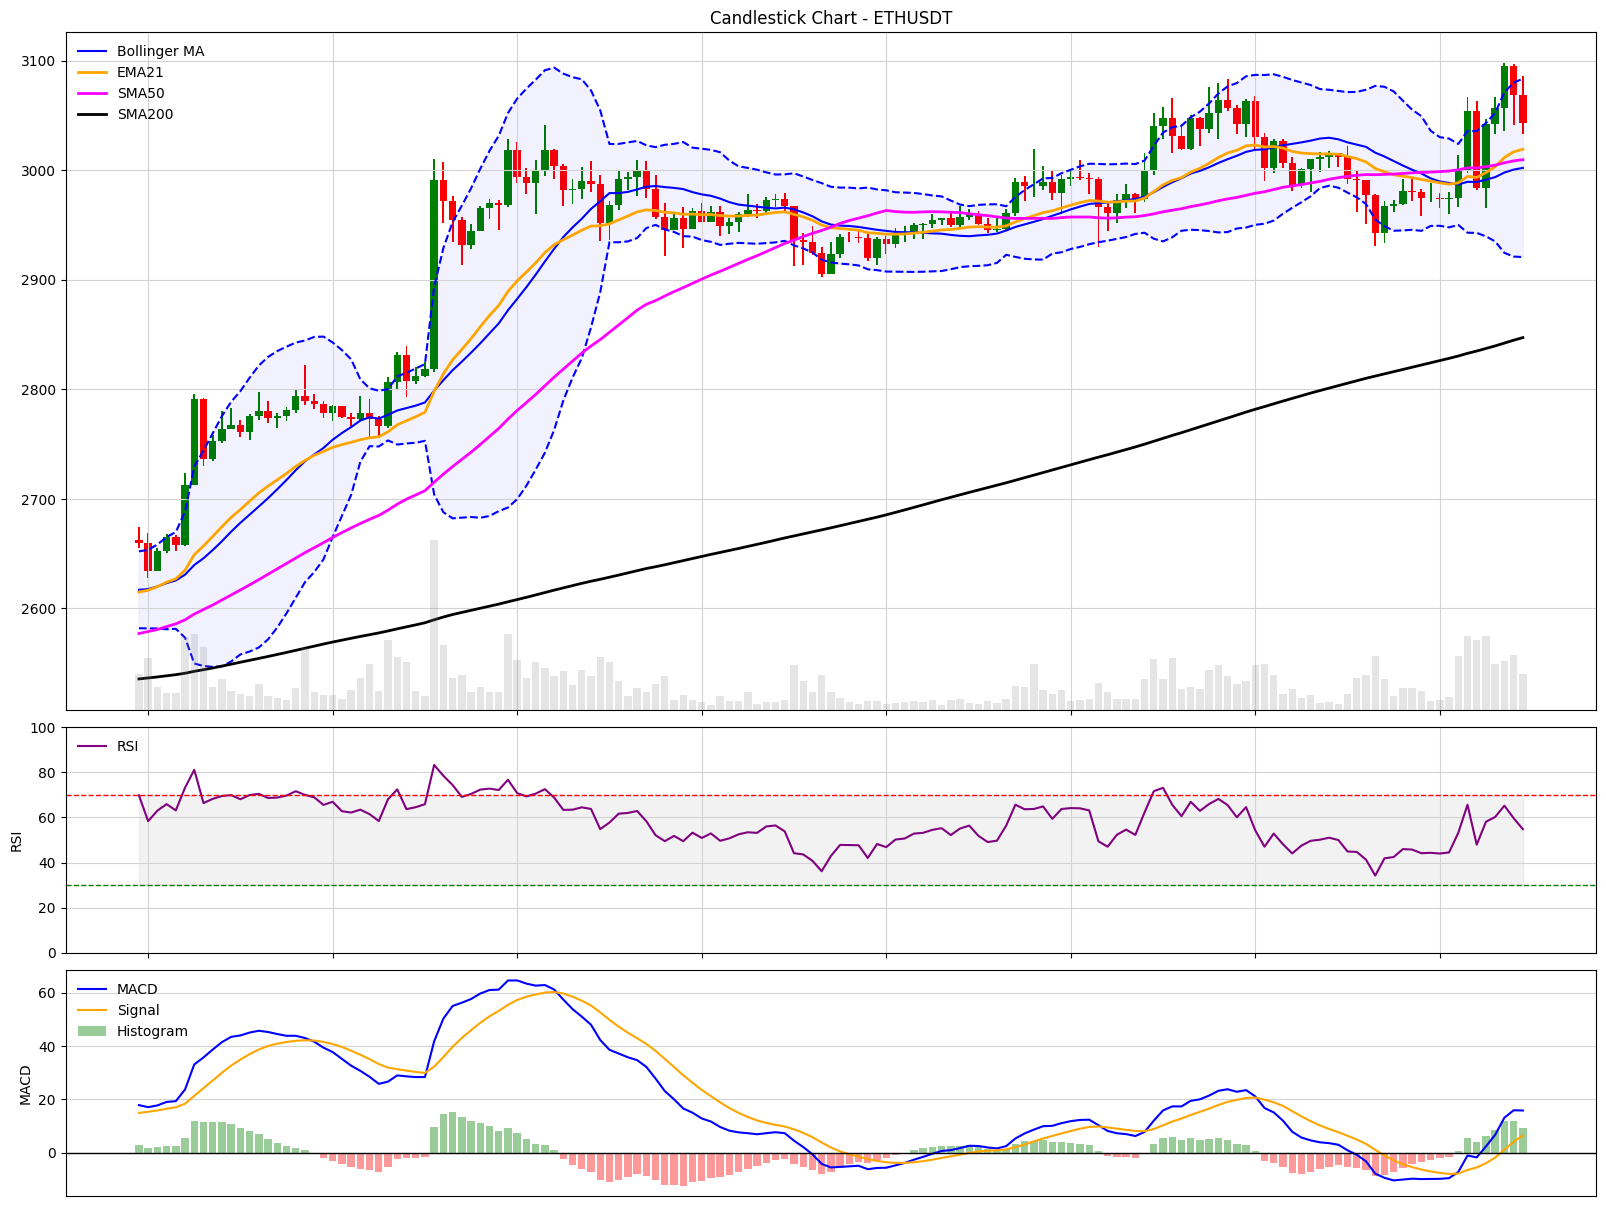 Candlestick Chart - ETHUSDT
Bollinger MA
EMA21
SMA50
SMA200
3100
3000
2900
2800
2700
2600
RSI
100
80
60
40
20
0
RSI
MACD
Signal
Histogram
60
40
20
0
MACD